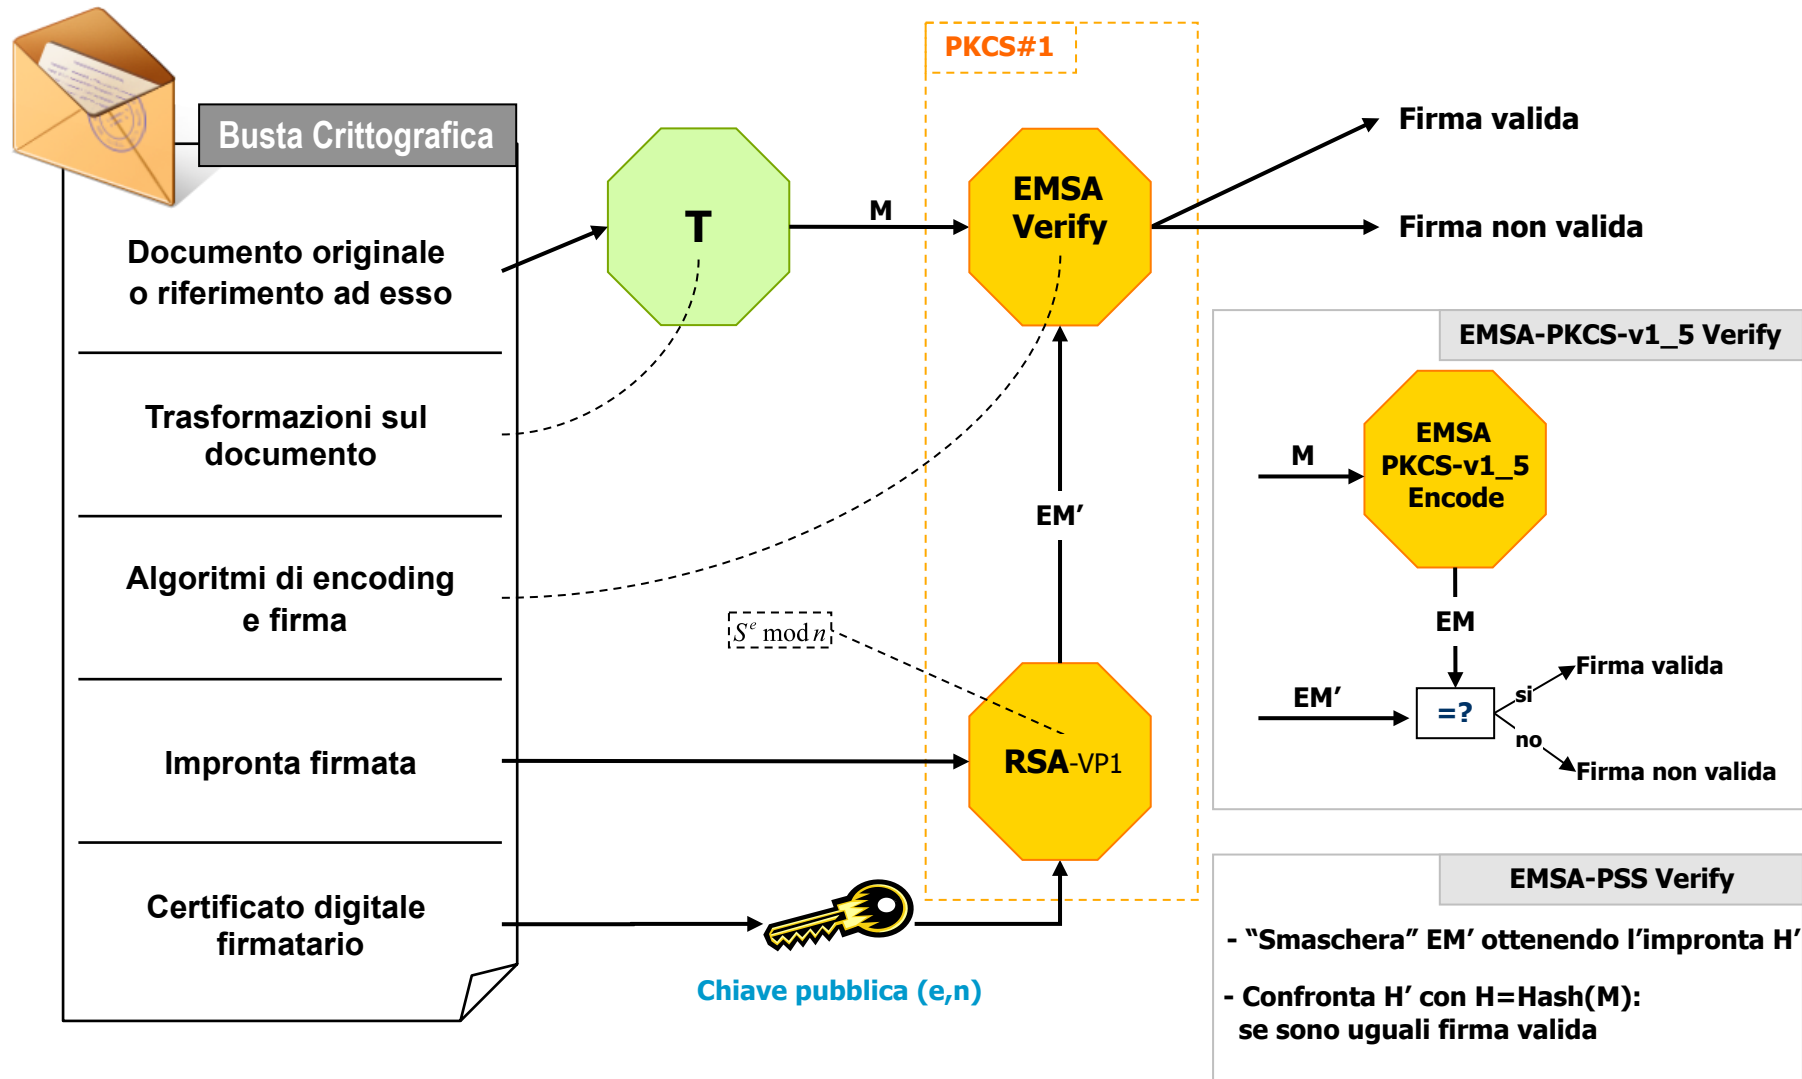 PKCS#1
Busta Crittografica
Documento originale
o riferimento ad esso
Trasformazioni sul
documento
Algoritmi di encoding
e firma
Impronta firmata
Certificato digitale
firmatario
T
M
EMSA
Verify
Firma valida
Firma non valida
EM’
S^e mod n
RSA-VP1
Chiave pubblica (e,n)
EMSA-PKCS-v1_5 Verify
M
EMSA
PKCS-v1_5
Encode
EM
EM’
=?
si
no
Firma valida
Firma non valida
EMSA-PSS Verify
- “Smaschera” EM’ ottenendo l’impronta H’
- Confronta H’ con H=Hash(M):
se sono uguali firma valida